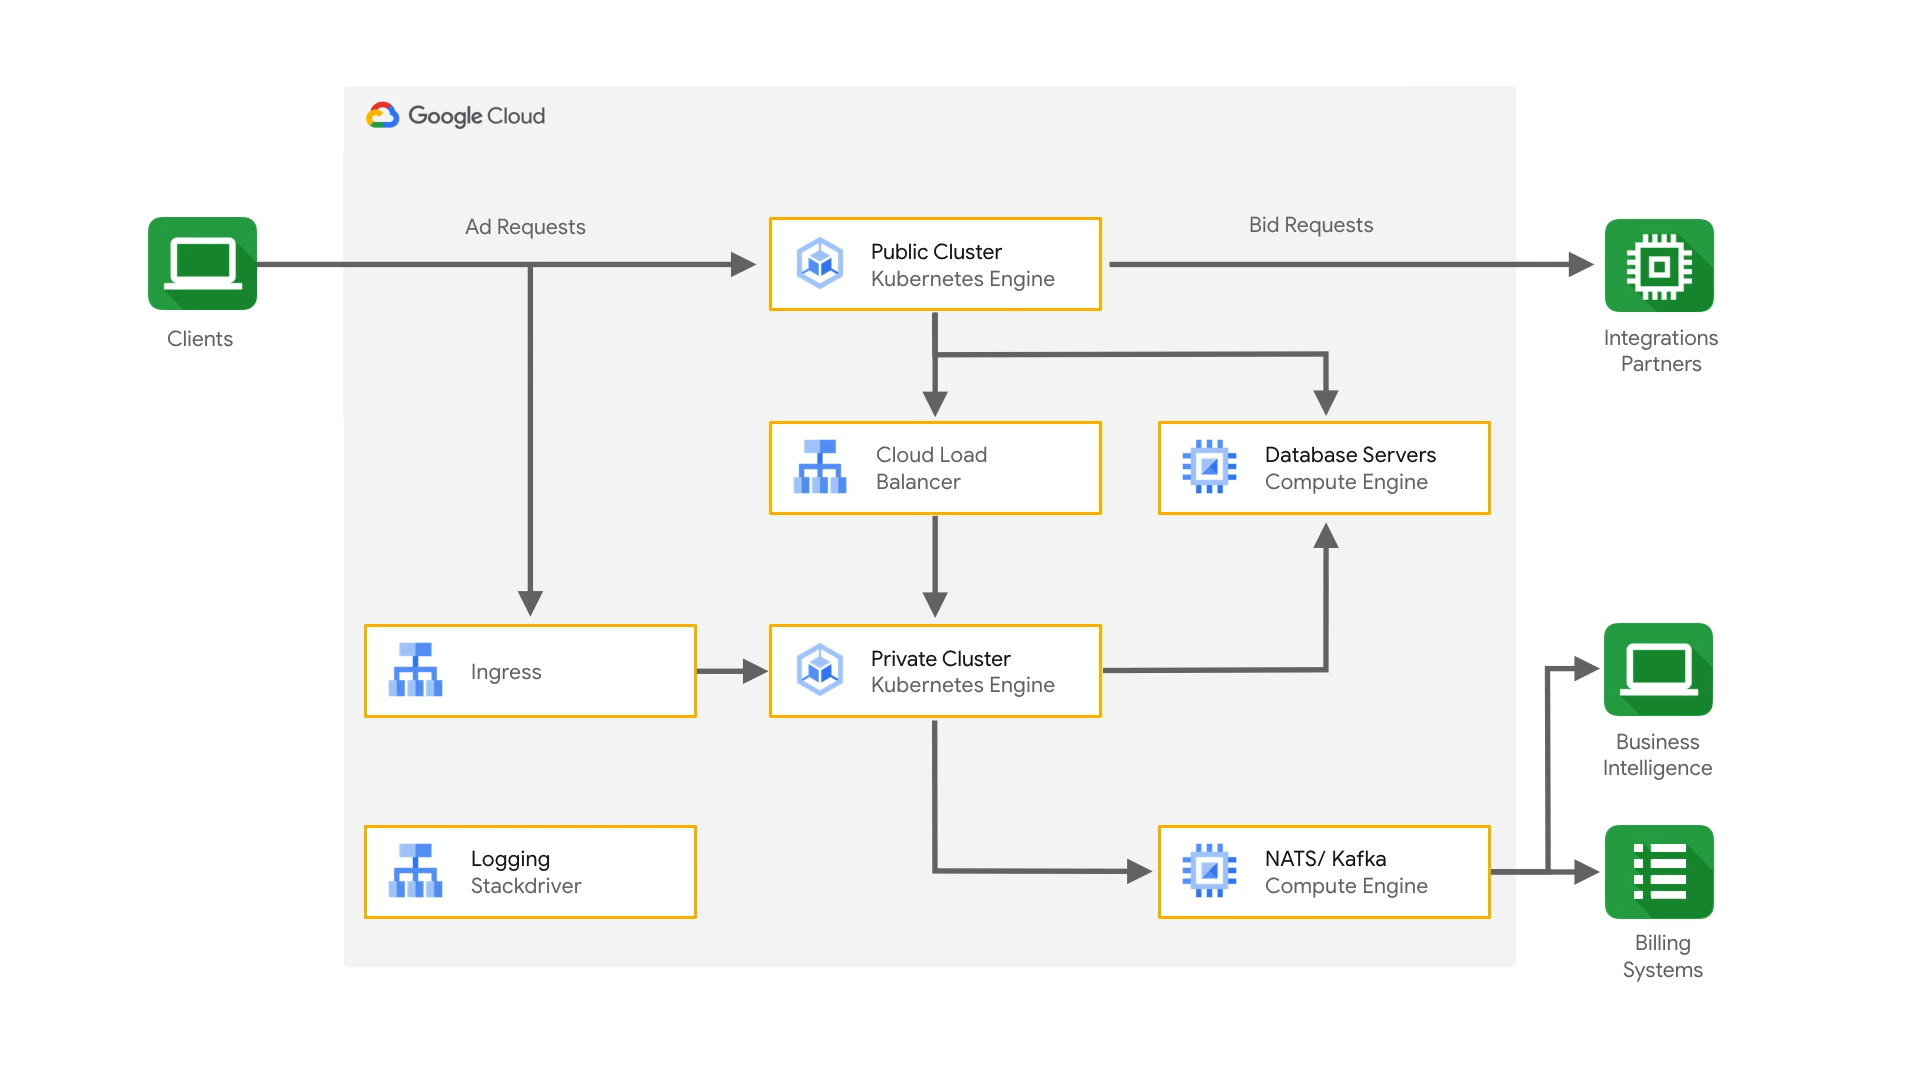 Google Cloud
Ad Requests
Bid Requests
Public Cluster
Kubernetes Engine
Clients
Integrations
Partners
Cloud Load
Balancer
Database Servers
Compute Engine
Ingress
Private Cluster
Kubernetes Engine
Business
Intelligence
Logging
Stackdriver
NATS/ Kafka
Compute Engine
Billing
Systems